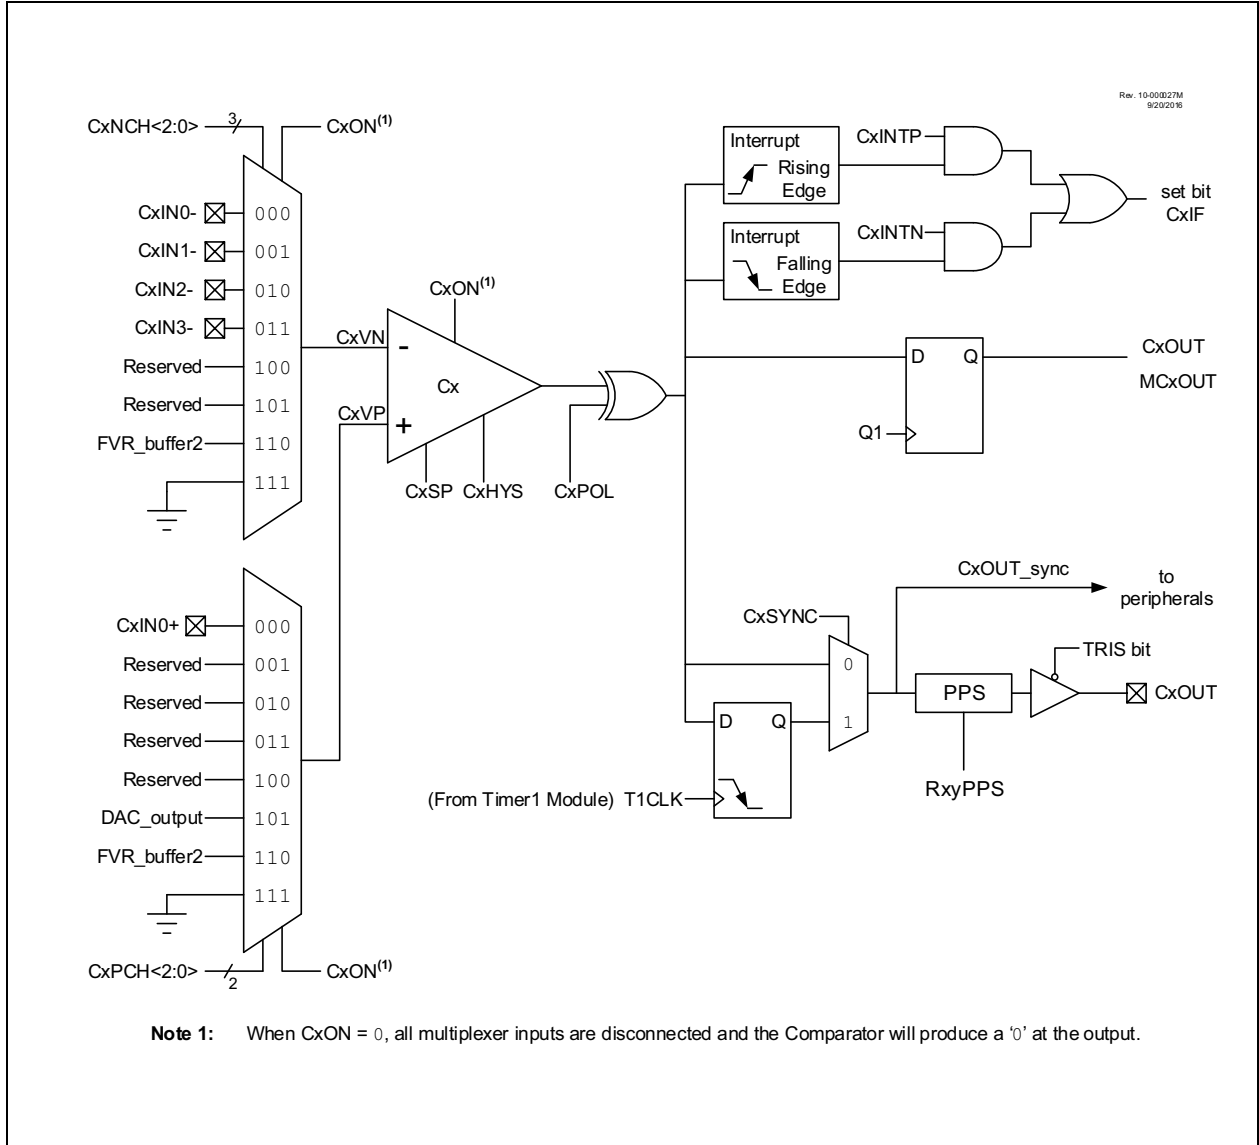 Rev. 10-000027M
9/20/2016
CxNCH<2:0>
3
CxON(1)
CxIN0-
000
CxIN1-
001
CxIN2-
010
CxIN3-
011
Reserved
100
Reserved
101
FVR_buffer2
110
111
CxVN
CxVP
CxON(1)
-
Cx
+
CxSP
CxHYS
CxPOL
Interrupt
Rising
Edge
CxINTP
Interrupt
Falling
Edge
CxINTN
set bit
CxIF
D
Q
Q1
CxOUT
MCxOUT
CxIN0+
000
Reserved
001
Reserved
010
Reserved
011
Reserved
100
DAC_output
101
FVR_buffer2
110
111
CxPCH<2:0>
2
CxON(1)
CxOUT_sync
to
peripherals
CxSYNC
0
1
D
Q
(From Timer1 Module) T1CLK
PPS
RxyPPS
TRIS bit
CxOUT
Note 1: When CxON = 0, all multiplexer inputs are disconnected and the Comparator will produce a ‘0’ at the output.